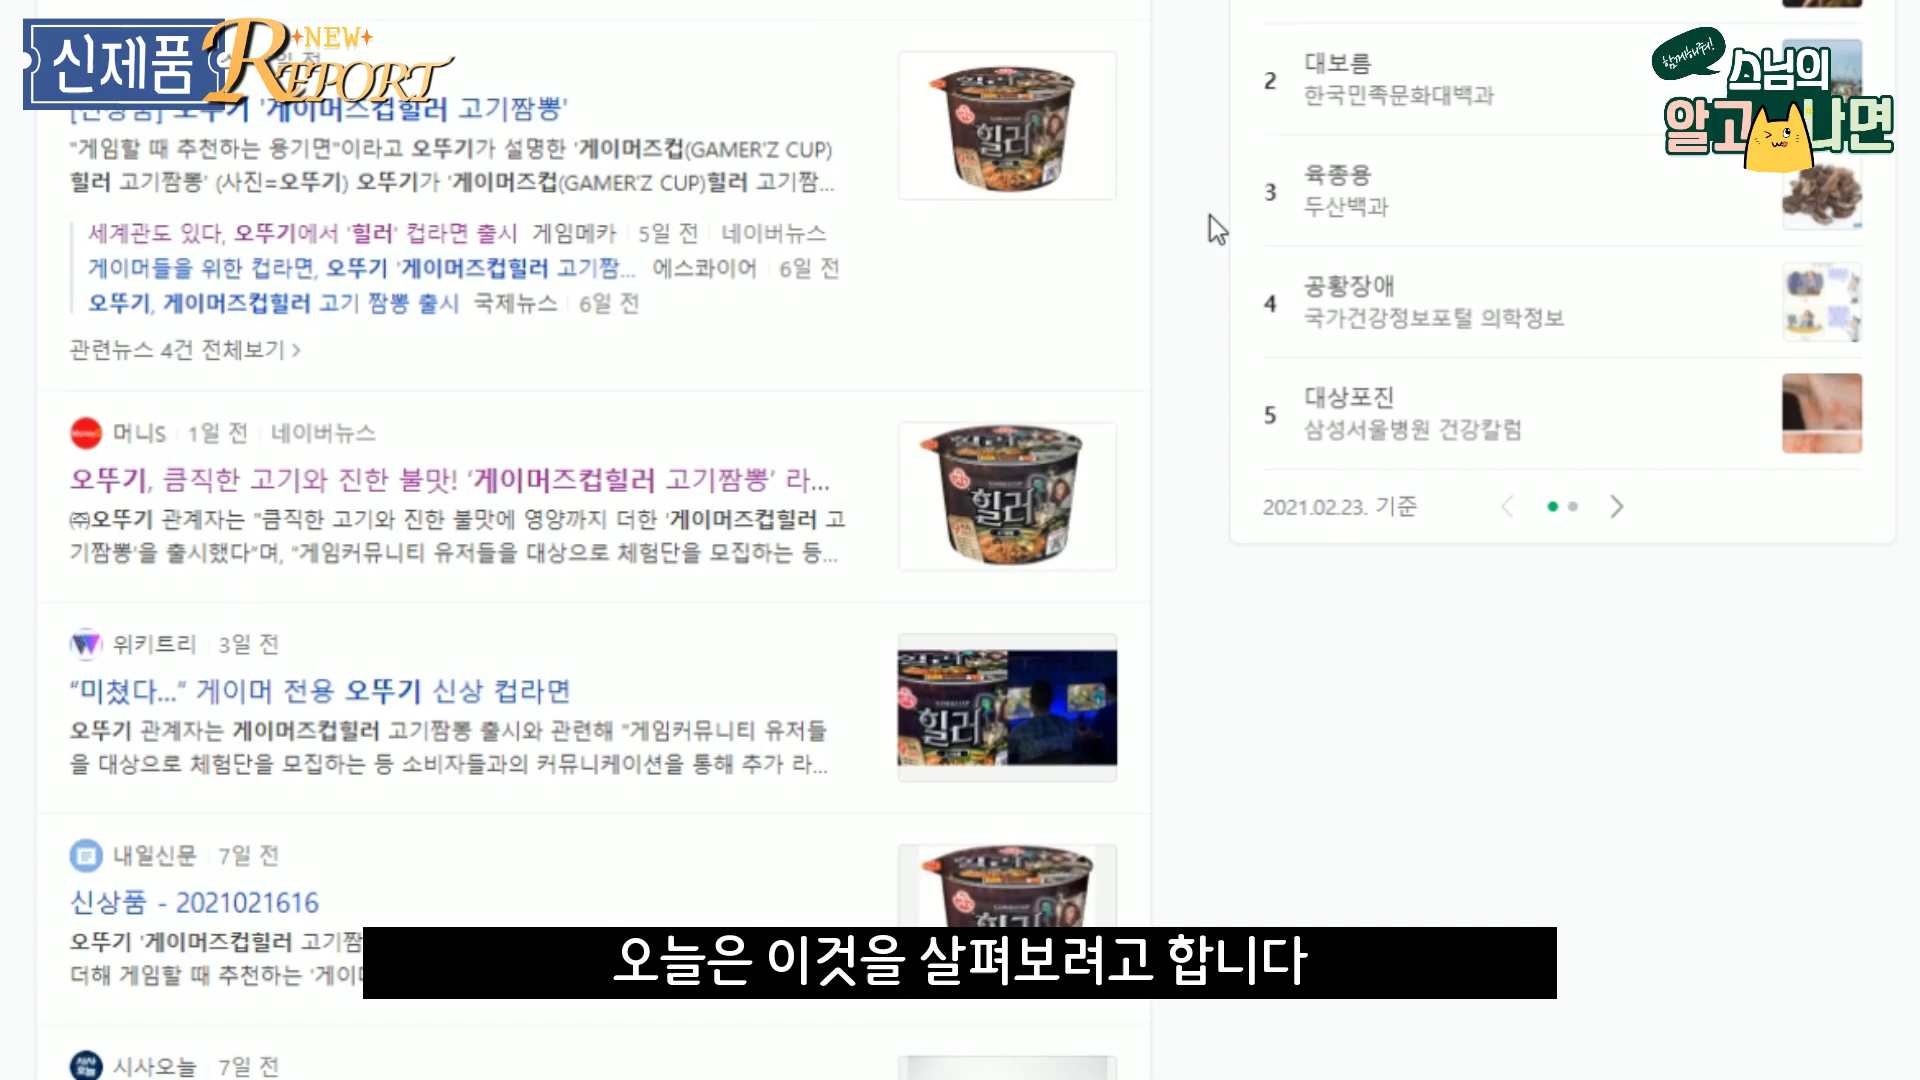 신제품 REPORT
NEW
일 전
[신상품] 오뚜기 '게이머즈컵힐러 고기짬뽕'
"게임할 때 추천하는 용기면"이라고 오뚜기가 설명한 '게이머즈컵(GAMER'Z CUP)
힐러 고기짬뽕' (사진=오뚜기) 오뚜기가 '게이머즈컵(GAMER'Z CUP)힐러 고기짬...
세계관도 있다, 오뚜기에서 '힐러' 컵라면 출시 게임메카 5일 전 네이버뉴스
게이머들을 위한 컵라면, 오뚜기 '게이머즈컵힐러 고기짬... 에스콰이어 6일 전
오뚜기, 게이머즈컵힐러 고기 짬뽕 출시 국제뉴스 6일 전
관련뉴스 4건 전체보기 >
머니S 1일 전 네이버뉴스
오뚜기, 큼직한 고기와 진한 불맛! ‘게이머즈컵힐러 고기짬뽕’ 라...
㈜오뚜기 관계자는 "큼직한 고기와 진한 불맛에 영양까지 더한 '게이머즈컵힐러 고
기짬뽕'을 출시했다"며, "게임커뮤니티 유저들을 대상으로 체험단을 모집하는 등...
위키트리 3일 전
“미쳤다...” 게이머 전용 오뚜기 신상 컵라면
오뚜기 관계자는 게이머즈컵힐러 고기짬뽕 출시와 관련해 "게임커뮤니티 유저들
을 대상으로 체험단을 모집하는 등 소비자들과의 커뮤니케이션을 통해 추가 라...
내일신문 7일 전
신상품 - 2021021616
오뚜기 '게이머즈컵힐러 고기짬
더해 게임할 때 추천하는 '게이머
시사오늘 7일 전
힐러
힐러
힐러
힐러
함께해줘!
스님의
알고나면
2 대보름
한국민족문화대백과
3 육종용
두산백과
4 공황장애
국가건강정보포털 의학정보
5 대상포진
삼성서울병원 건강칼럼
2021.02.23. 기준
오늘은 이것을 살펴보려고 합니다